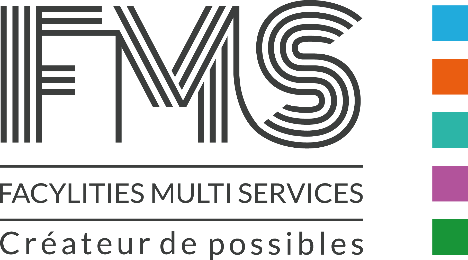 FMS
FACYLITIES MULTI SERVICES
Créateur de possibles